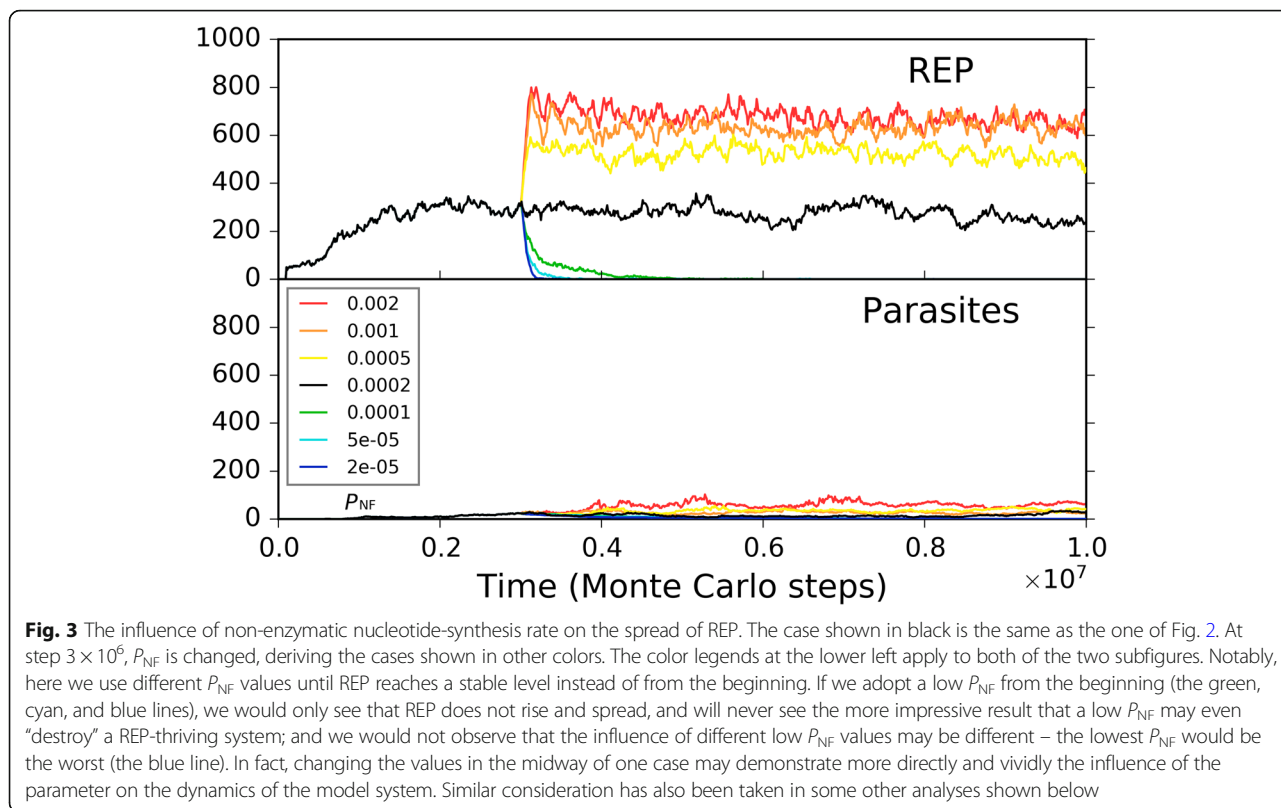 1000
REP
800
600
400
200
0
Parasites
0.002
800
0.001
0.0005
600
0.0002
0.0001
400
5e-05
2e-05
200
P_NF
0
0.0 0.2 0.4 0.6 0.8 1.0
Time (Monte Carlo steps) ×10⁷
Fig. 3 The influence of non-enzymatic nucleotide-synthesis rate on the spread of REP. The case shown in black is the same as the one of Fig. 2. At
step 3 × 10⁶, P_NF is changed, deriving the cases shown in other colors. The color legends at the lower left apply to both of the two subfigures. Notably,
here we use different P_NF values until REP reaches a stable level instead of from the beginning. If we adopt a low P_NF from the beginning (the green,
cyan, and blue lines), we would only see that REP does not rise and spread, and will never see the more impressive result that a low P_NF may even
“destroy” a REP-thriving system; and we would not observe that the influence of different low P_NF values may be different – the lowest P_NF would be
the worst (the blue line). In fact, changing the values in the midway of one case may demonstrate more directly and vividly the influence of the
parameter on the dynamics of the model system. Similar consideration has also been taken in some other analyses shown below